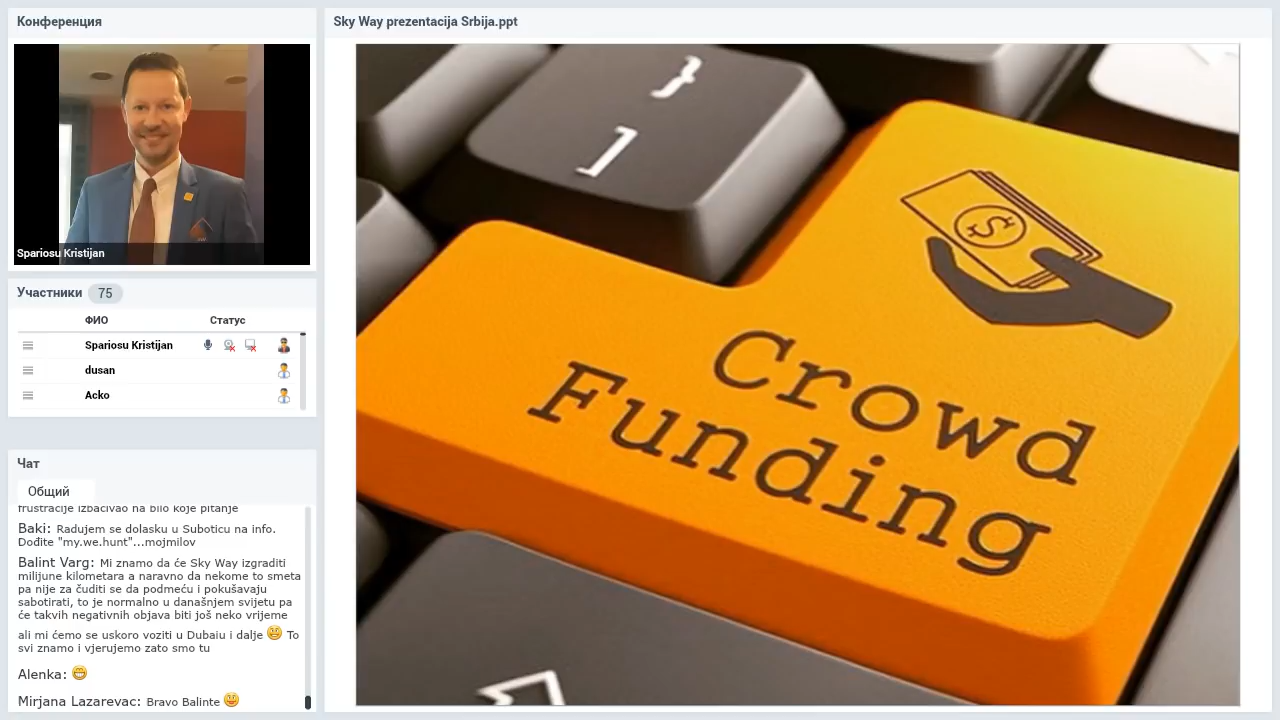 Конференция
Spariosu Kristijan
Участники 75
ФИО Статус
Spariosu Kristijan
dusan
Acko
Чат
Общий
frustracije izbacivao na bilo koje pitanje
Baki: Radujem se dolasku u Suboticu na info.
Dođite "my.we.hunt"...mojmilov
Balint Varg: Mi znamo da će Sky Way izgraditi
milijune kilometara a naravno da nekome to smeta
pa nije za čuditi se da podmeću i pokušavaju
sabotirati, to je normalno u današnjem svijetu pa
će takvih negativnih objava biti još neko vrijeme
ali mi ćemo se uskoro voziti u Dubaiu i dalje 😀 To
svi znamo i vjerujemo zato smo tu
Alenka: 😁
Mirjana Lazarevac: Bravo Balinte 😀
Sky Way prezentacija Srbija.ppt
}
]
$
Crowd
Funding